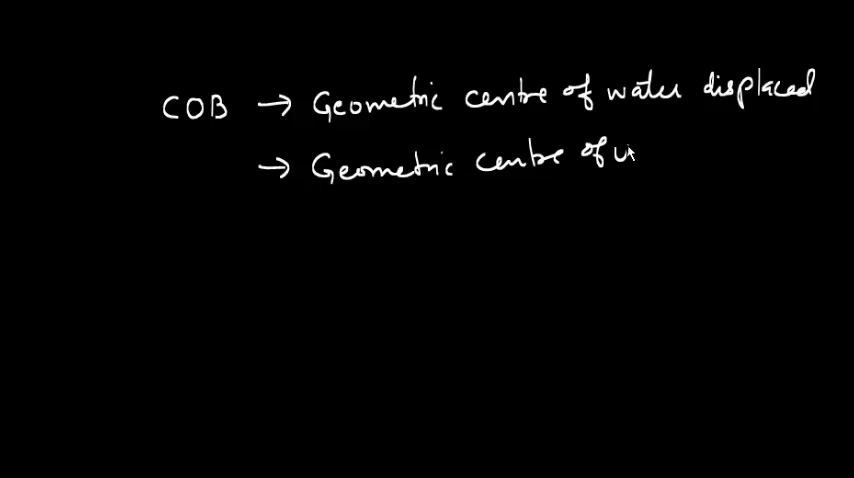 COB → Geometric centre of water displaced
→ Geometric centre of